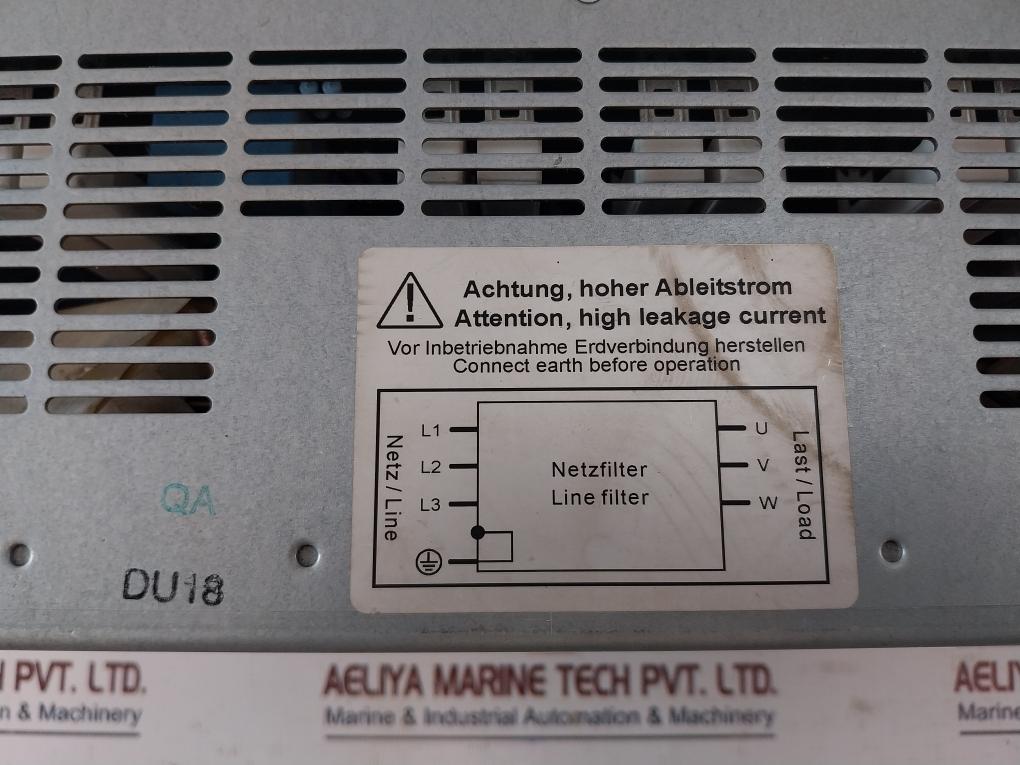 Achtung, hoher Ableitstrom
Attention, high leakage current
Vor Inbetriebnahme Erdverbindung herstellen
Connect earth before operation
Netz / Line
L1
L2
L3
Netzfilter
Line filter
U
V
W
Last / Load
QA
DU18
H PVT. LTD.
n & Machinery
AELIYA MARINE TECH PVT. LTD.
Marine & Industrial Automation & Machinery
AELIY
Marine